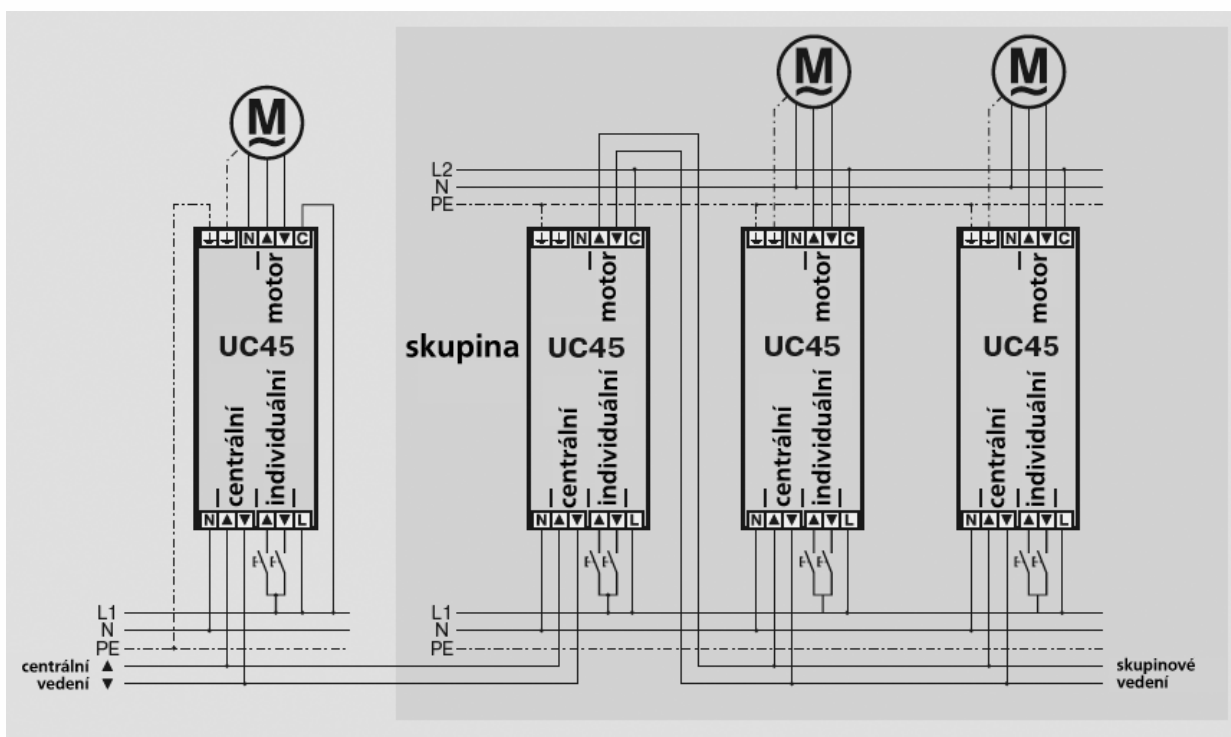 M
M
M
L2
N
PE
N ▲ ▼ C
N ▲ ▼ C
N ▲ ▼ C
N ▲ ▼ C
motor
motor
motor
motor
UC45
skupina
UC45
UC45
UC45
centrální
individuální
centrální
individuální
centrální
individuální
centrální
individuální
N ▲ ▼ ▲ ▼ L
N ▲ ▼ ▲ ▼ L
N ▲ ▼ ▲ ▼ L
N ▲ ▼ ▲ ▼ L
L1
N
PE
centrální ▲
vedení ▼
L1
N
PE
skupinové
vedení